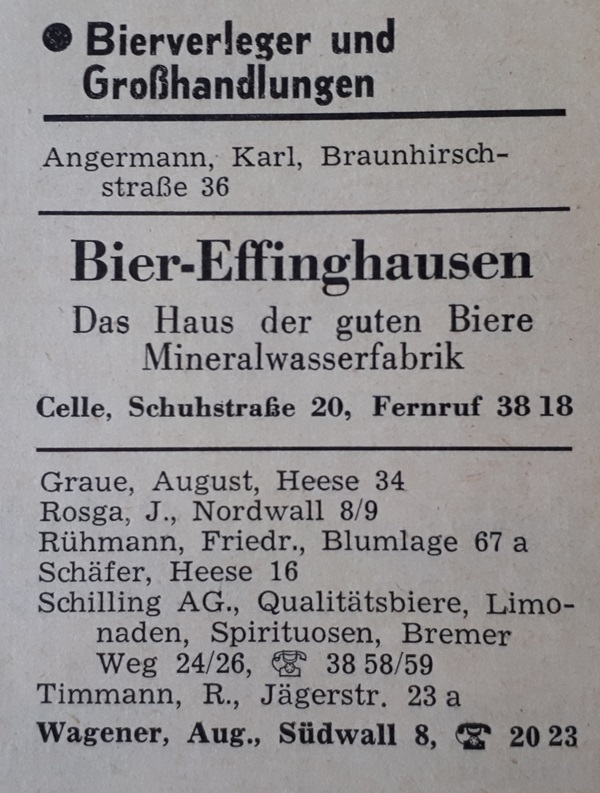 ● Bierverleger und
Großhandlungen
Angermann, Karl, Braunhirsch-
straße 36
Bier-Effinghausen
Das Haus der guten Biere
Mineralwasserfabrik
Celle, Schuhstraße 20, Fernruf 38 18
Graue, August, Heese 34
Rosga, J., Nordwall 8/9
Rühmann, Friedr., Blumlage 67 a
Schäfer, Heese 16
Schilling AG., Qualitätsbiere, Limo-
naden, Spirituosen, Bremer
Weg 24/26, ☎ 38 58/59
Timmann, R., Jägerstr. 23 a
Wagener, Aug., Südwall 8, ☎ 20 23